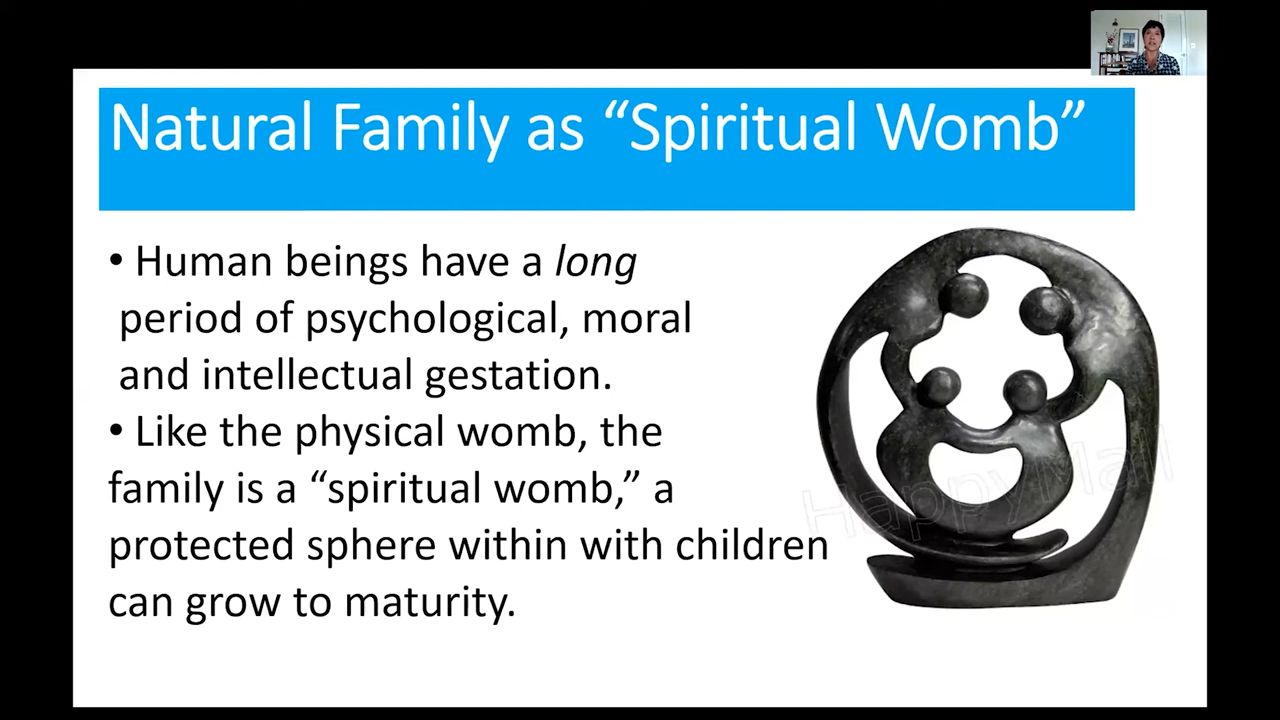 Natural Family as “Spiritual Womb”
• Human beings have a long
period of psychological, moral
and intellectual gestation.
• Like the physical womb, the
family is a “spiritual womb,” a
protected sphere within with children
can grow to maturity.
HappyMall